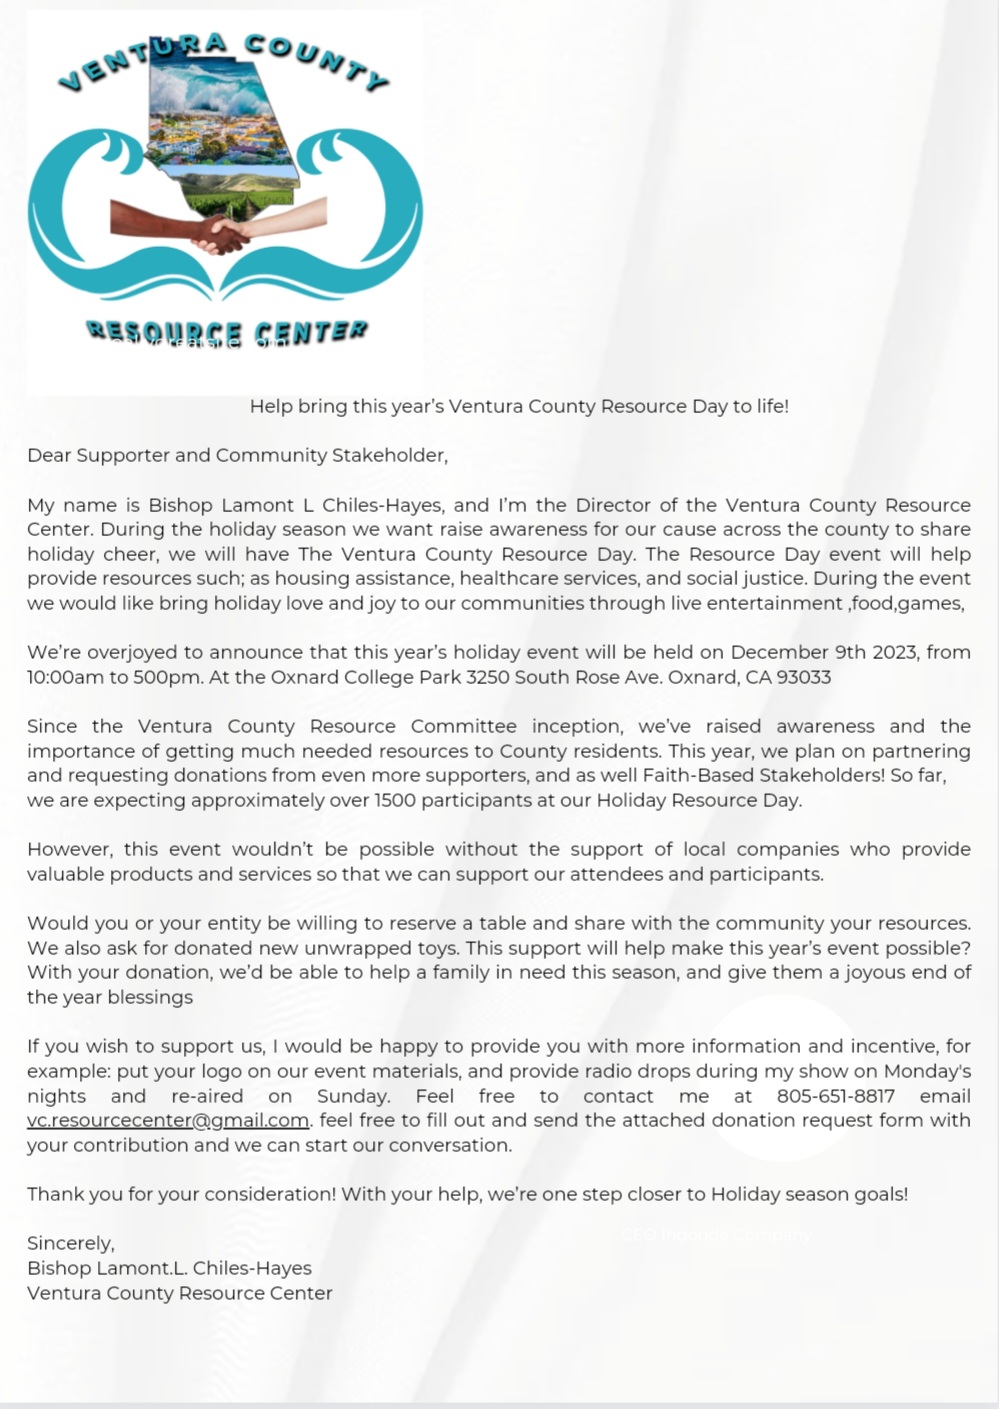 VENTURA COUNTY
RESOURCE CENTER
Help bring this year’s Ventura County Resource Day to life!
Dear Supporter and Community Stakeholder,
My name is Bishop Lamont L Chiles-Hayes, and I’m the Director of the Ventura County Resource
Center. During the holiday season we want raise awareness for our cause across the county to share
holiday cheer, we will have The Ventura County Resource Day. The Resource Day event will help
provide resources such; as housing assistance, healthcare services, and social justice. During the event
we would like bring holiday love and joy to our communities through live entertainment ,food,games,
We’re overjoyed to announce that this year’s holiday event will be held on December 9th 2023, from
10:00am to 500pm. At the Oxnard College Park 3250 South Rose Ave. Oxnard, CA 93033
Since the Ventura County Resource Committee inception, we’ve raised awareness and the
importance of getting much needed resources to County residents. This year, we plan on partnering
and requesting donations from even more supporters, and as well Faith-Based Stakeholders! So far,
we are expecting approximately over 1500 participants at our Holiday Resource Day.
However, this event wouldn’t be possible without the support of local companies who provide
valuable products and services so that we can support our attendees and participants.
Would you or your entity be willing to reserve a table and share with the community your resources.
We also ask for donated new unwrapped toys. This support will help make this year’s event possible?
With your donation, we’d be able to help a family in need this season, and give them a joyous end of
the year blessings
If you wish to support us, I would be happy to provide you with more information and incentive, for
example: put your logo on our event materials, and provide radio drops during my show on Monday's
nights and re-aired on Sunday. Feel free to contact me at 805-651-8817 email
vc.resourcecenter@gmail.com. feel free to fill out and send the attached donation request form with
your contribution and we can start our conversation.
Thank you for your consideration! With your help, we’re one step closer to Holiday season goals!
CEO Ingoude Company
Sincerely,
Bishop Lamont.L. Chiles-Hayes
Ventura County Resource Center